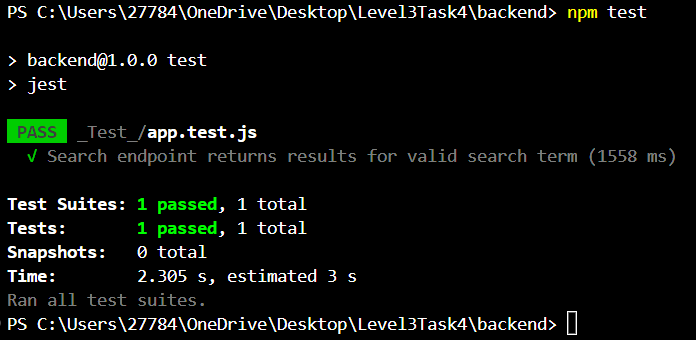 PS C:\Users\27784\OneDrive\Desktop\Level3Task4\backend> npm test
> backend@1.0.0 test
> jest
PASS _Test_/app.test.js
√ Search endpoint returns results for valid search term (1558 ms)
Test Suites: 1 passed, 1 total
Tests: 1 passed, 1 total
Snapshots: 0 total
Time: 2.305 s, estimated 3 s
Ran all test suites.
PS C:\Users\27784\OneDrive\Desktop\Level3Task4\backend>